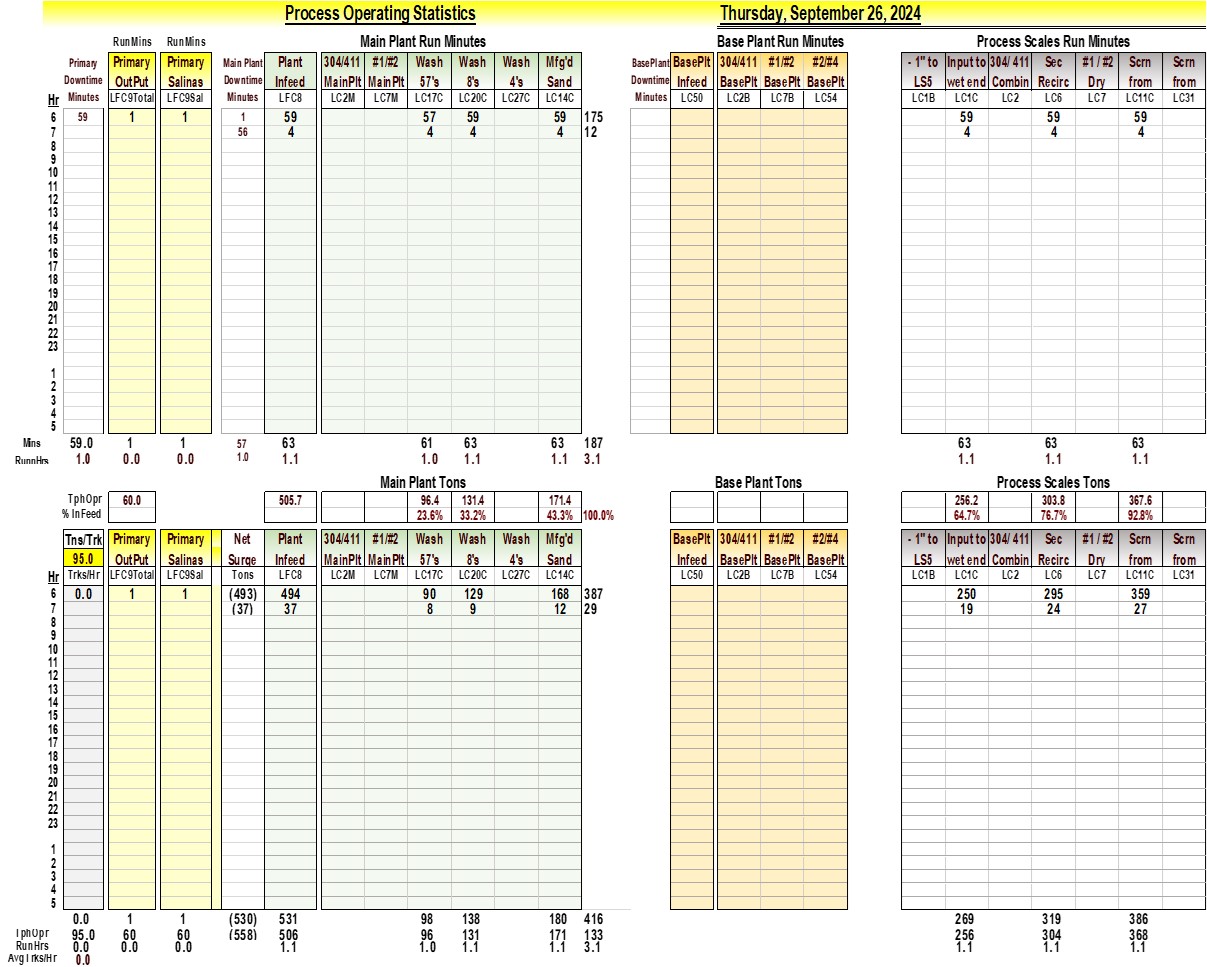 Process Operating Statistics Thursday, September 26, 2024
RunMins RunMins Main Plant Run Minutes Base Plant Run Minutes Process Scales Run Minutes
Primary Primary Primary Main Plant Plant 304/411 #1/#2 Wash Wash Wash Mfg'd BasePlant BasePlt 304/411 #1/#2 #2/#4 - 1" to Input to 304/ 411 Sec #1 / #2 Scrn Scrn
Downtime OutPut Salinas Downtime Infeed MainPlt MainPlt 57's 8's 4's Sand Downtime Infeed BasePlt BasePlt BasePlt LS5 wet end Combin Recirc Dry from from
Hr Minutes LFC9Total LFC9Sal Minutes LFC8 LC2M LC7M LC17C LC20C LC27C LC14C Minutes LC50 LC2B LC7B LC54 LC1B LC1C LC2 LC6 LC7 LC11C LC31
6 59 1 1 1 59 57 59 59 175 59 59 59
7 56 4 4 4 4 12 4 4 4
8
9
10
11
12
13
14
15
16
17
18
19
20
21
22
23
1
2
3
4
5
Mins 59.0 1 1 57 63 61 63 63 187 63 63 63
RunnHrs 1.0 0.0 0.0 1.0 1.1 1.0 1.1 1.1 3.1 1.1 1.1 1.1
Main Plant Tons Base Plant Tons Process Scales Tons
TphOpr 60.0 505.7 96.4 131.4 171.4 256.2 303.8 367.6
% InFeed 23.6% 33.2% 43.3% 100.0% 64.7% 76.7% 92.8%
Tns/Trk Primary Primary Net Plant 304/411 #1/#2 Wash Wash Wash Mfg'd BasePlt 304/411 #1/#2 #2/#4 - 1" to Input to 304/ 411 Sec #1 / #2 Scrn Scrn
95.0 OutPut Salinas Surge Infeed MainPlt MainPlt 57's 8's 4's Sand Infeed BasePlt BasePlt BasePlt LS5 wet end Combin Recirc Dry from from
Hr Trks/Hr LFC9Total LFC9Sal Tons LFC8 LC2M LC7M LC17C LC20C LC27C LC14C LC50 LC2B LC7B LC54 LC1B LC1C LC2 LC6 LC7 LC11C LC31
6 0.0 1 1 (493) 494 90 129 168 387 250 295 359
7 (37) 37 8 9 12 29 19 24 27
8
9
10
11
12
13
14
15
16
17
18
19
20
21
22
23
1
2
3
4
5
0.0 1 1 (530) 531 98 138 180 416 269 319 386
TphOpr 95.0 60 60 (558) 506 96 131 171 133 256 304 368
RunHrs 0.0 0.0 0.0 1.1 1.0 1.1 1.1 3.1 1.1 1.1 1.1
AvgTrks/Hr 0.0